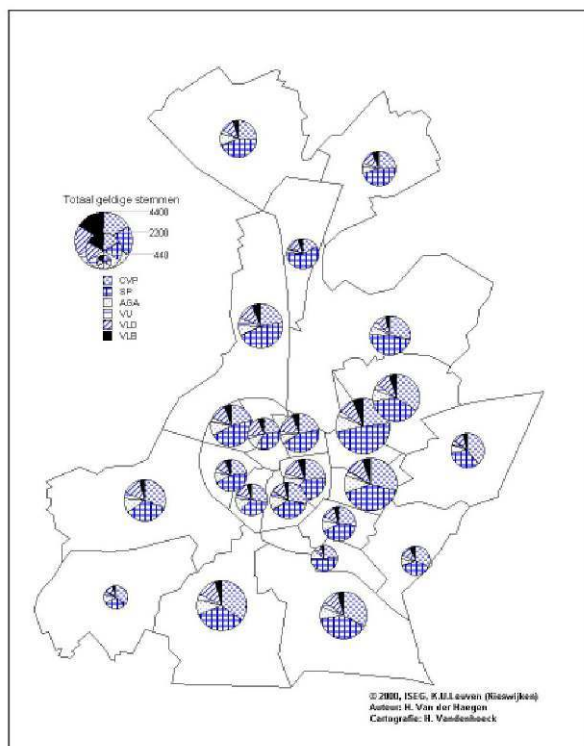 Totaal geldige stemmen
4400
2200
440
CVP
SP
AGA
VU
VLD
VLB
© 2000, ISEG, K.U.Leuven (Kieswijken)
Auteur: H. Van der Haegen
Cartografie: H. Vandenhoeck